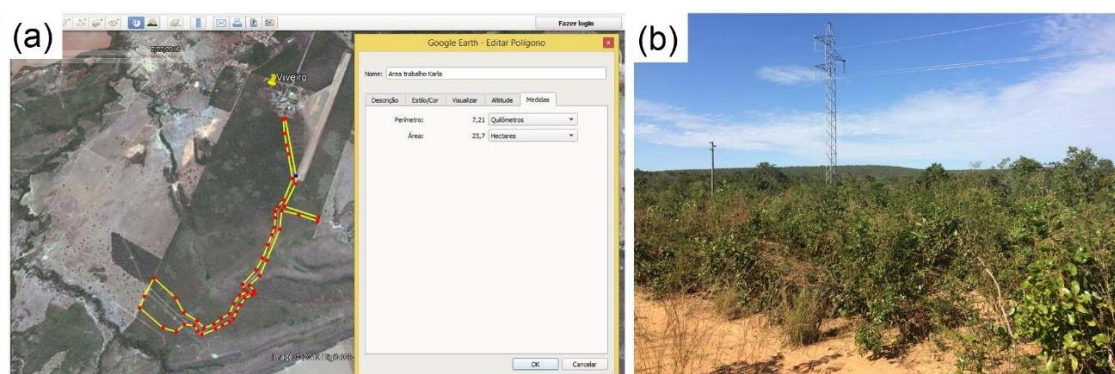 (a)
Fazer login
Viveiro
Google Earth - Editar Polígono
Nome: Area trabalho Karla
Descrição Estilo/Cor Visualizar Altitude Medidas
Perímetro: 7,21 Quilômetros
Área: 23,7 Hectares
OK Cancelar
(b)